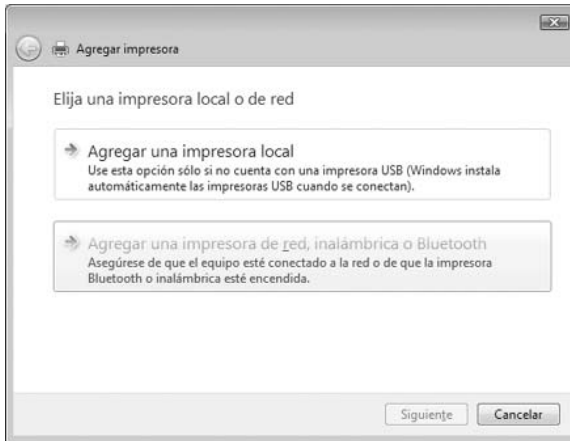 Agregar impresora
Elija una impresora local o de red
Agregar una impresora local
Use esta opción sólo si no cuenta con una impresora USB (Windows instala
automáticamente las impresoras USB cuando se conectan).
Agregar una impresora de red, inalámbrica o Bluetooth
Asegúrese de que el equipo esté conectado a la red o de que la impresora
Bluetooth o inalámbrica esté encendida.
Siguiente Cancelar